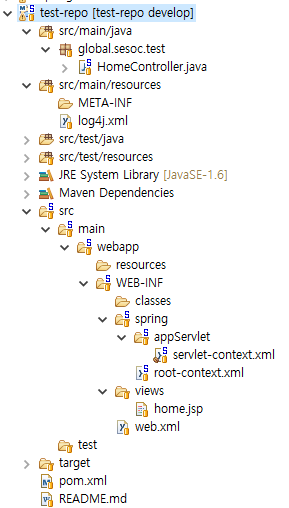 test-repo [test-repo develop]
src/main/java
global.sesoc.test
HomeController.java
src/main/resources
META-INF
log4j.xml
src/test/java
src/test/resources
JRE System Library [JavaSE-1.6]
Maven Dependencies
src
main
webapp
resources
WEB-INF
classes
spring
appServlet
servlet-context.xml
root-context.xml
views
home.jsp
web.xml
test
target
pom.xml
README.md